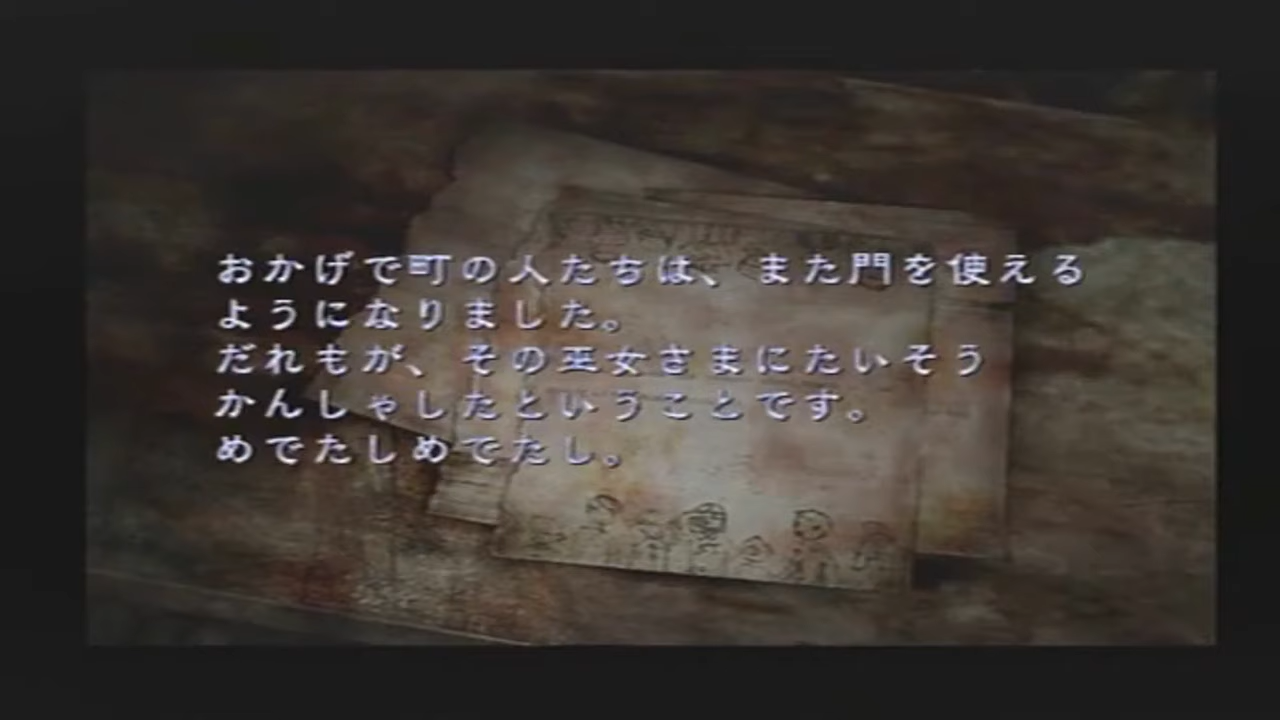 おかげで町の人たちは、また門を使える
ようになりました。
だれもが、その巫女さまにたいそう
かんしゃしたということです。
めでたしめでたし。